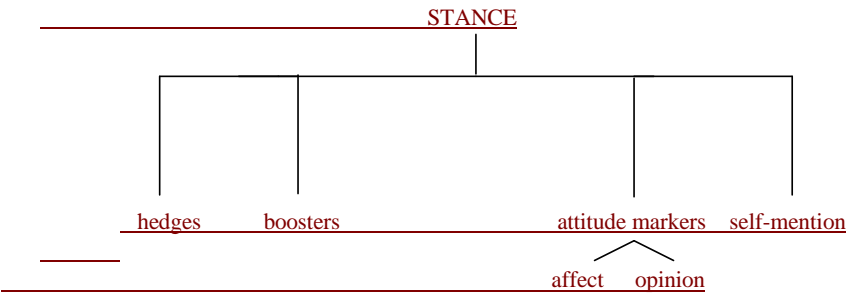 STANCE
hedges boosters attitude markers self-mention
affect opinion